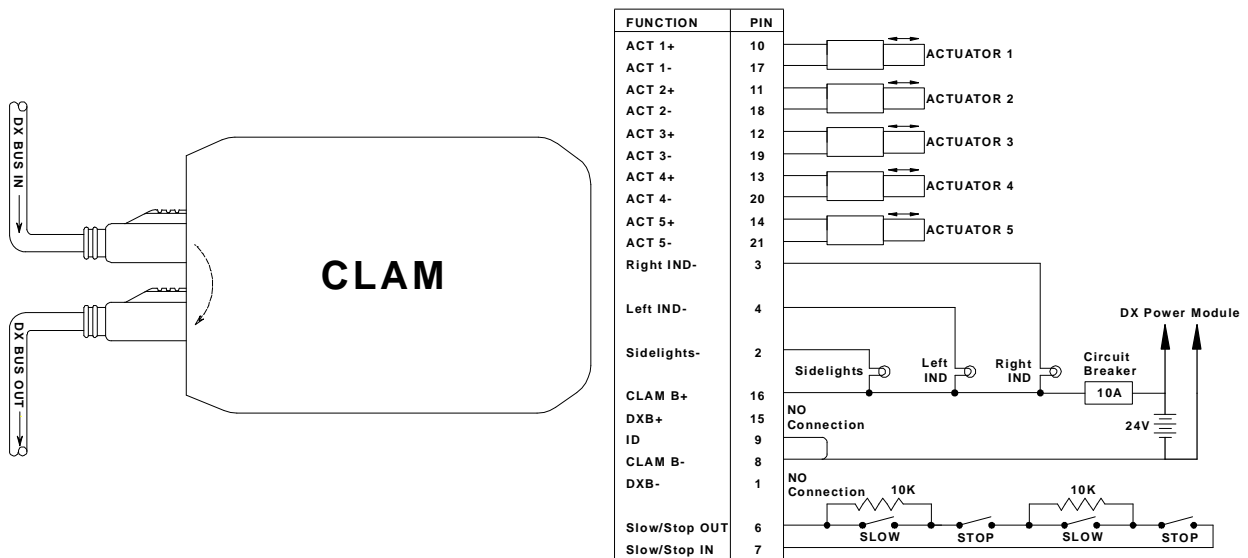 DX BUS IN
DX BUS OUT
CLAM
FUNCTION PIN
ACT 1+ 10
ACT 1- 17
ACT 2+ 11
ACT 2- 18
ACT 3+ 12
ACT 3- 19
ACT 4+ 13
ACT 4- 20
ACT 5+ 14
ACT 5- 21
Right IND- 3
Left IND- 4
Sidelights- 2
CLAM B+ 16
DXB+ 15
ID 9
CLAM B- 8
DXB- 1
Slow/Stop OUT 6
Slow/Stop IN 7
ACTUATOR 1
ACTUATOR 2
ACTUATOR 3
ACTUATOR 4
ACTUATOR 5
DX Power Module
Sidelights
Left
IND
Right
IND
Circuit
Breaker
10A
NO
Connection
24V
NO
Connection
10K
10K
SLOW
STOP
SLOW
STOP